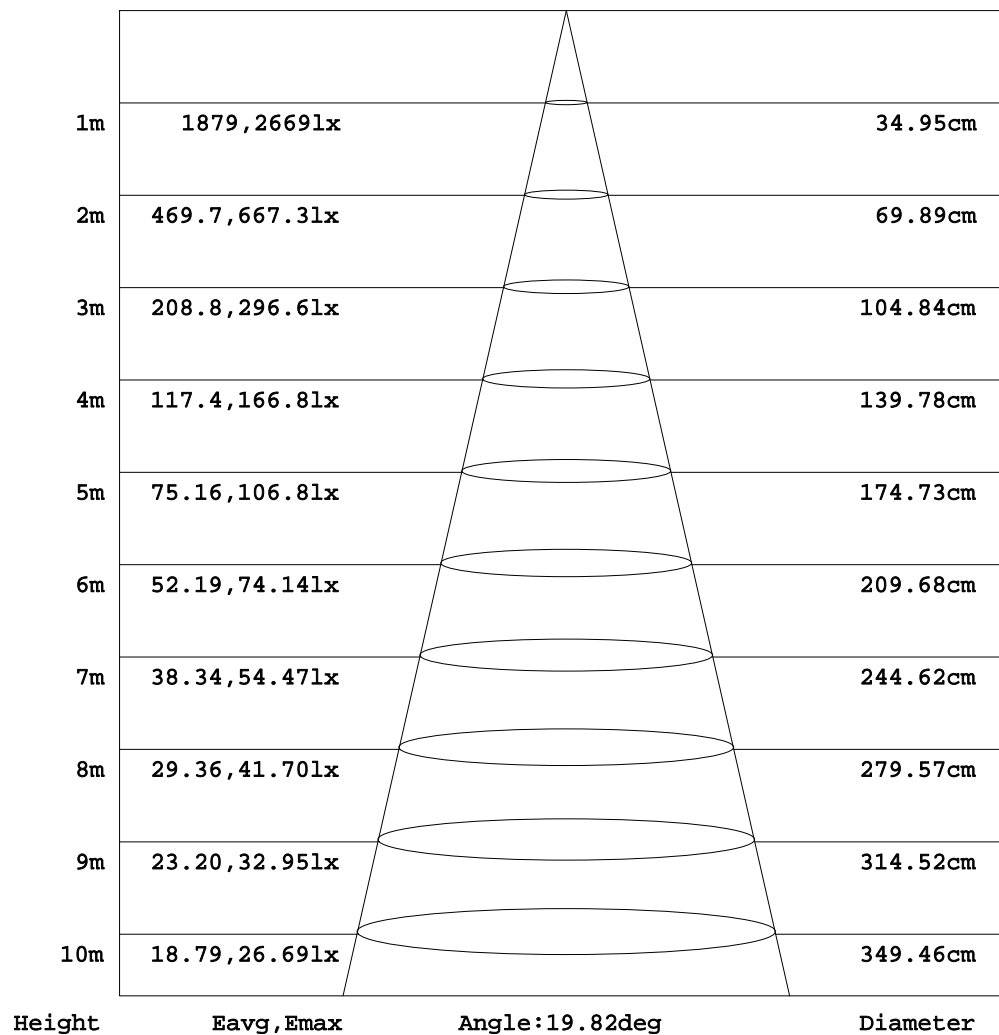 1m 1879,2669lx 34.95cm
2m 469.7,667.3lx 69.89cm
3m 208.8,296.6lx 104.84cm
4m 117.4,166.8lx 139.78cm
5m 75.16,106.8lx 174.73cm
6m 52.19,74.14lx 209.68cm
7m 38.34,54.47lx 244.62cm
8m 29.36,41.70lx 279.57cm
9m 23.20,32.95lx 314.52cm
10m 18.79,26.69lx 349.46cm
Height Eavg,Emax Angle:19.82deg Diameter